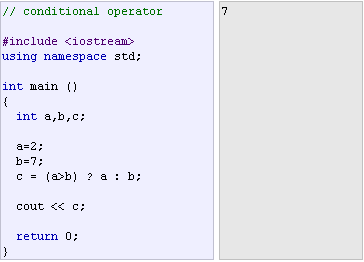 // conditional operator
#include <iostream>
using namespace std;
int main ()
{
int a,b,c;
a=2;
b=7;
c = (a>b) ? a : b;
cout << c;
return 0;
}
7